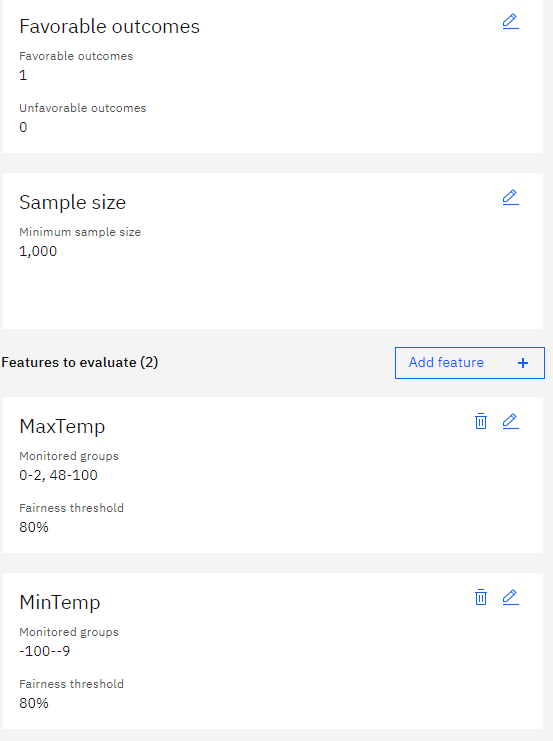 Favorable outcomes
Favorable outcomes
1
Unfavorable outcomes
0
Sample size
Minimum sample size
1,000
Features to evaluate (2)
Add feature +
MaxTemp
Monitored groups
0-2, 48-100
Fairness threshold
80%
MinTemp
Monitored groups
-100--9
Fairness threshold
80%